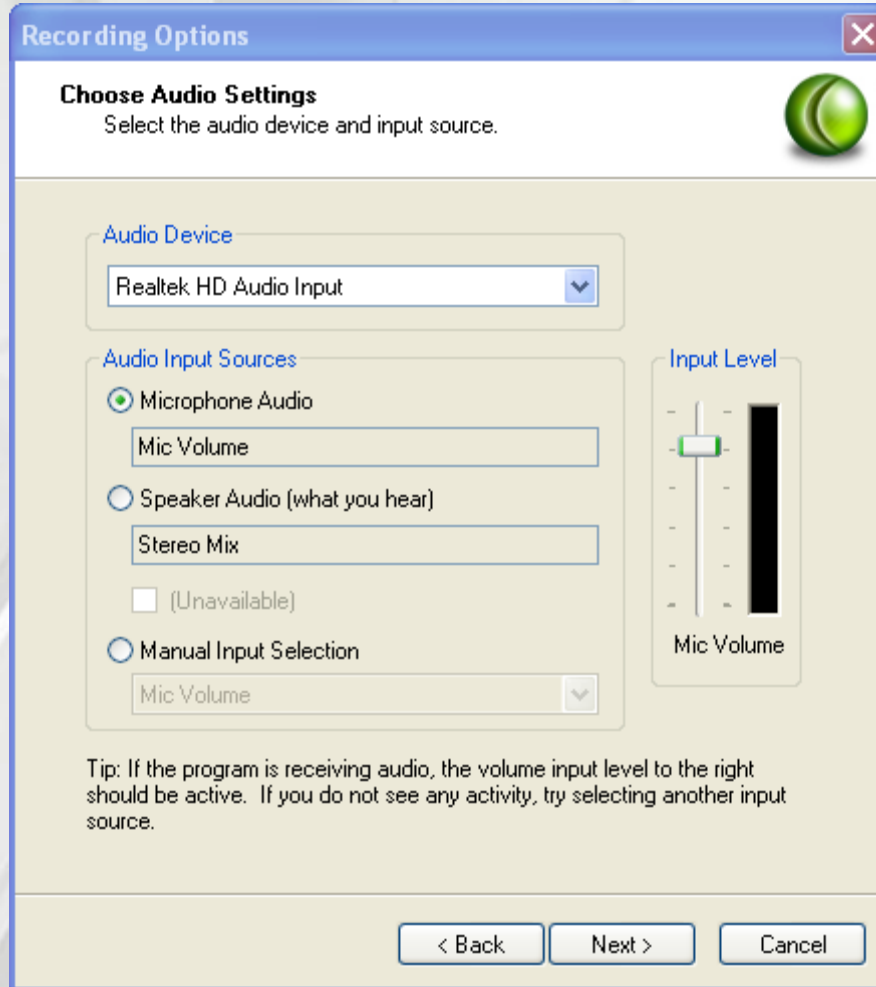 Recording Options
Choose Audio Settings
Select the audio device and input source.
Audio Device
Realtek HD Audio Input
Audio Input Sources
Microphone Audio
Mic Volume
Speaker Audio (what you hear)
Stereo Mix
(Unavailable)
Manual Input Selection
Mic Volume
Input Level
Mic Volume
Tip: If the program is receiving audio, the volume input level to the right
should be active.  If you do not see any activity, try selecting another input
source.
< Back
Next >
Cancel